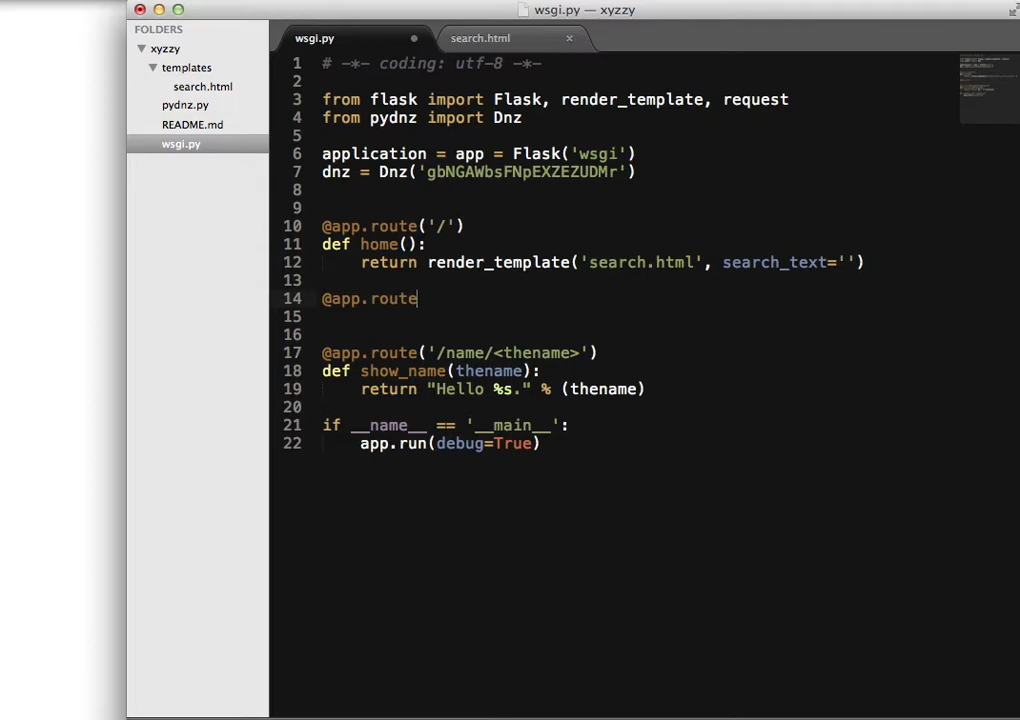 wsgi.py — xyzzy
FOLDERS
xyzzy
templates
search.html
pydnz.py
README.md
wsgi.py
wsgi.py
search.html ×
1 # -*- coding: utf-8 -*-
2
3 from flask import Flask, render_template, request
4 from pydnz import Dnz
5
6 application = app = Flask('wsgi')
7 dnz = Dnz('gbNGAWbsFNpEXZEZUDMr')
8
9
10 @app.route('/')
11 def home():
12     return render_template('search.html', search_text='')
13
14 @app.route
15
16
17 @app.route('/name/<thename>')
18 def show_name(thename):
19     return "Hello %s." % (thename)
20
21 if __name__ == '__main__':
22     app.run(debug=True)